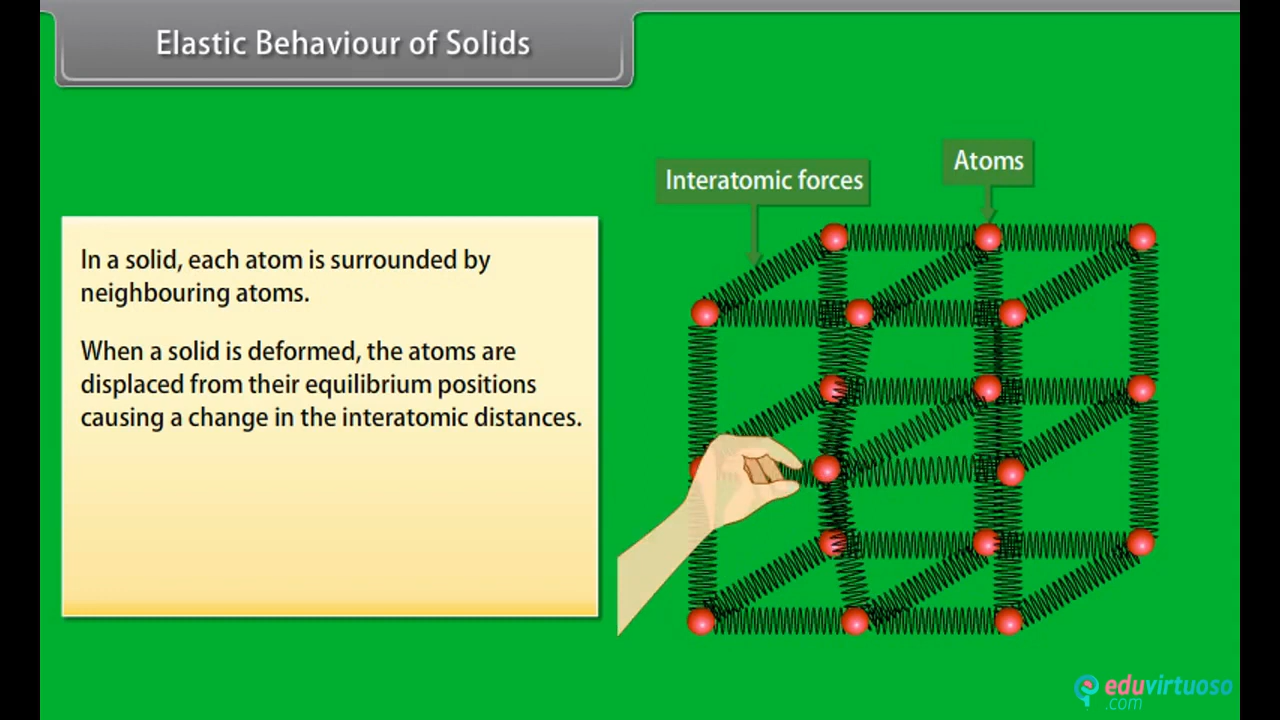 Elastic Behaviour of Solids
Interatomic forces
Atoms
In a solid, each atom is surrounded by
neighbouring atoms.
When a solid is deformed, the atoms are
displaced from their equilibrium positions
causing a change in the interatomic distances.
eduvirtuoso
.com